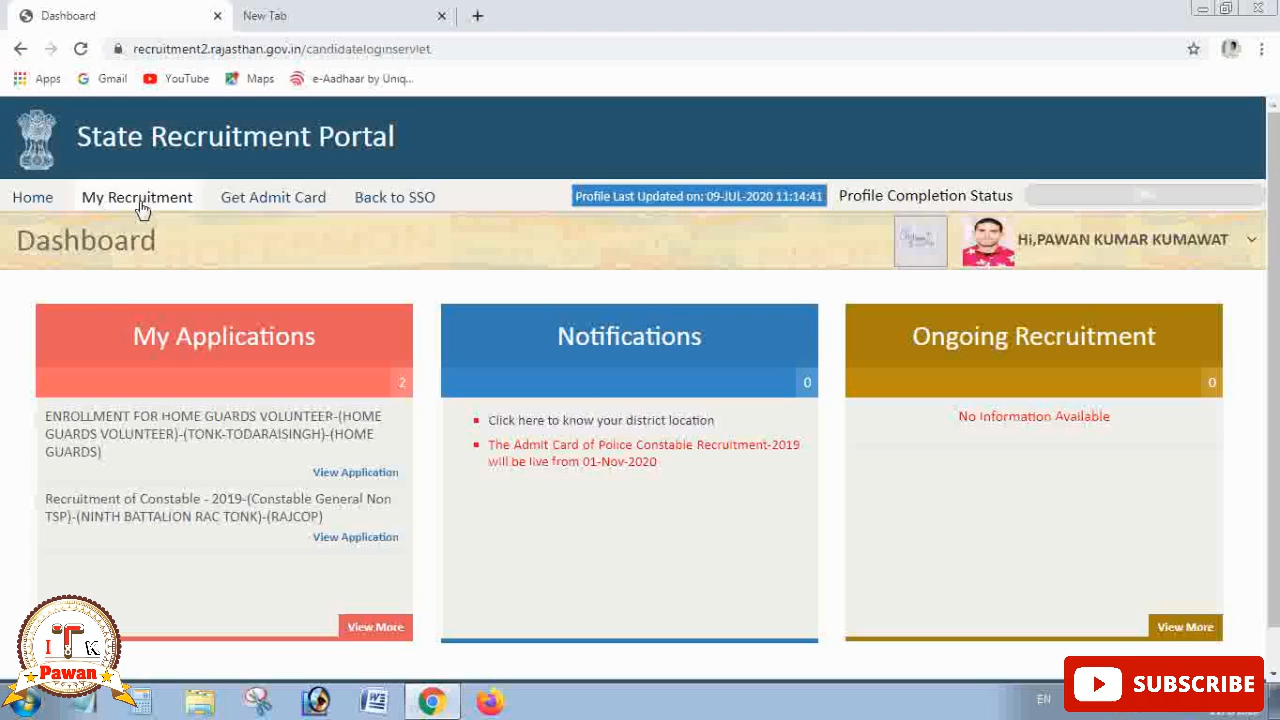 Dashboard
New Tab
recruitment2.rajasthan.gov.in/candidateloginservlet
Apps
Gmail
YouTube
Maps
e-Aadhaar by Uniq...
State Recruitment Portal
Home
My Recruitment
Get Admit Card
Back to SSO
Profile Last Updated on: 09-JUL-2020 11:14:41
Profile Completion Status
Dashboard
Hi,PAWAN KUMAR KUMAWAT
My Applications
2
ENROLLMENT FOR HOME GUARDS VOLUNTEER-(HOME
GUARDS VOLUNTEER)-(TONK-TODARAISINGH)-(HOME
GUARDS)
View Application
Recruitment of Constable - 2019-(Constable General Non
TSP)-(NINTH BATTALION RAC TONK)-(RAJCOP)
View Application
View More
Notifications
0
Click here to know your district location
The Admit Card of Police Constable Recruitment-2019
will be live from 01-Nov-2020
Ongoing Recruitment
0
No Information Available
View More
I T K
Pawan
EN
SUBSCRIBE